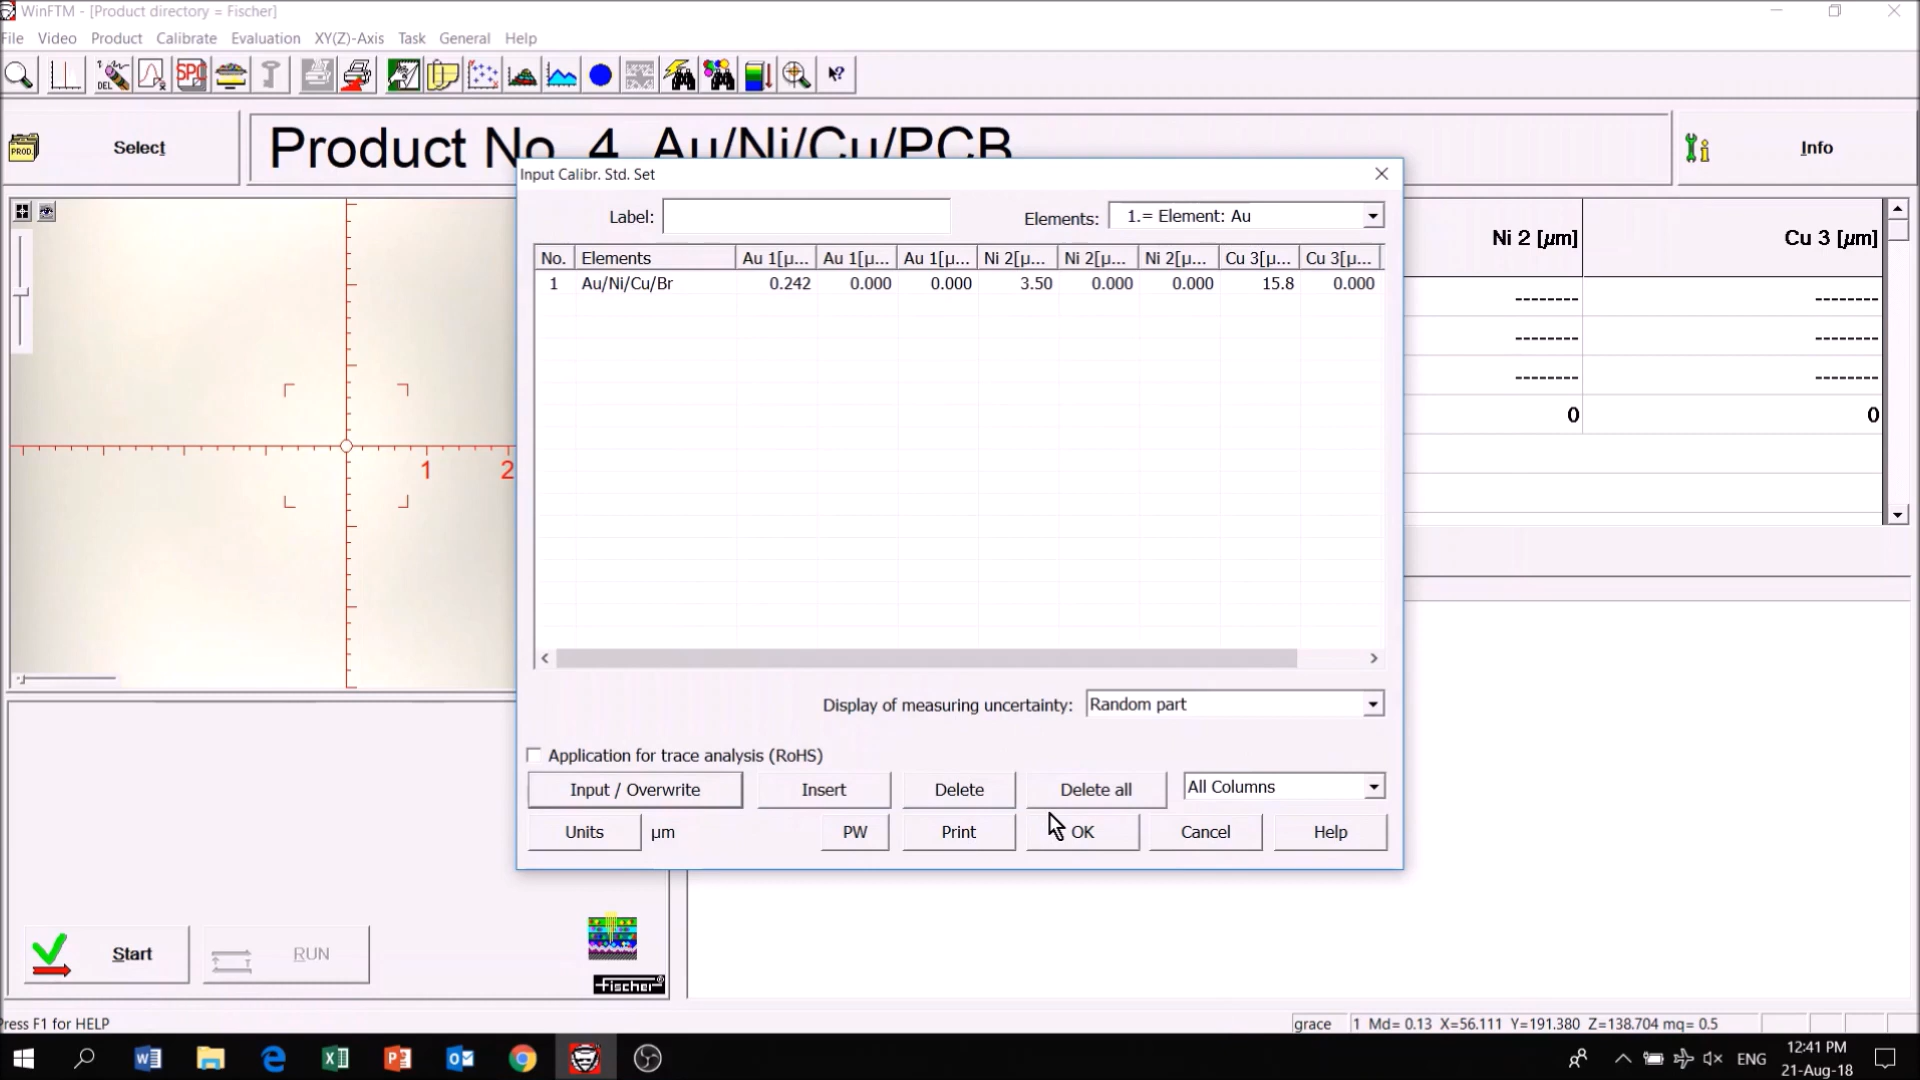 WinFTM - [Product directory = Fischer]
File Video Product Calibrate Evaluation XY(Z)-Axis Task General Help
DEL SPC
PROD. Select Product No. 4 Au/Ni/Cu/PCB Info
Input Calibr. Std. Set
Label: Elements: 1.= Element: Au
Ni 2 [µm] Cu 3 [µm]
No. Elements Au 1[µ... Au 1[µ... Au 1[µ... Ni 2[µ... Ni 2[µ... Ni 2[µ... Cu 3[µ... Cu 3[µ...
1 Au/Ni/Cu/Br 0.242 0.000 0.000 3.50 0.000 0.000 15.8 0.000
-------- --------
-------- --------
-------- --------
0 0
1 2
Display of measuring uncertainty: Random part
Application for trace analysis (RoHS)
Input / Overwrite Insert Delete Delete all All Columns
Units µm PW Print OK Cancel Help
Start RUN
fischer
Press F1 for HELP
grace 1 Md= 0.13 X=56.111 Y=191.380 Z=138.704 mq= 0.5
ENG 12:41 PM
21-Aug-18